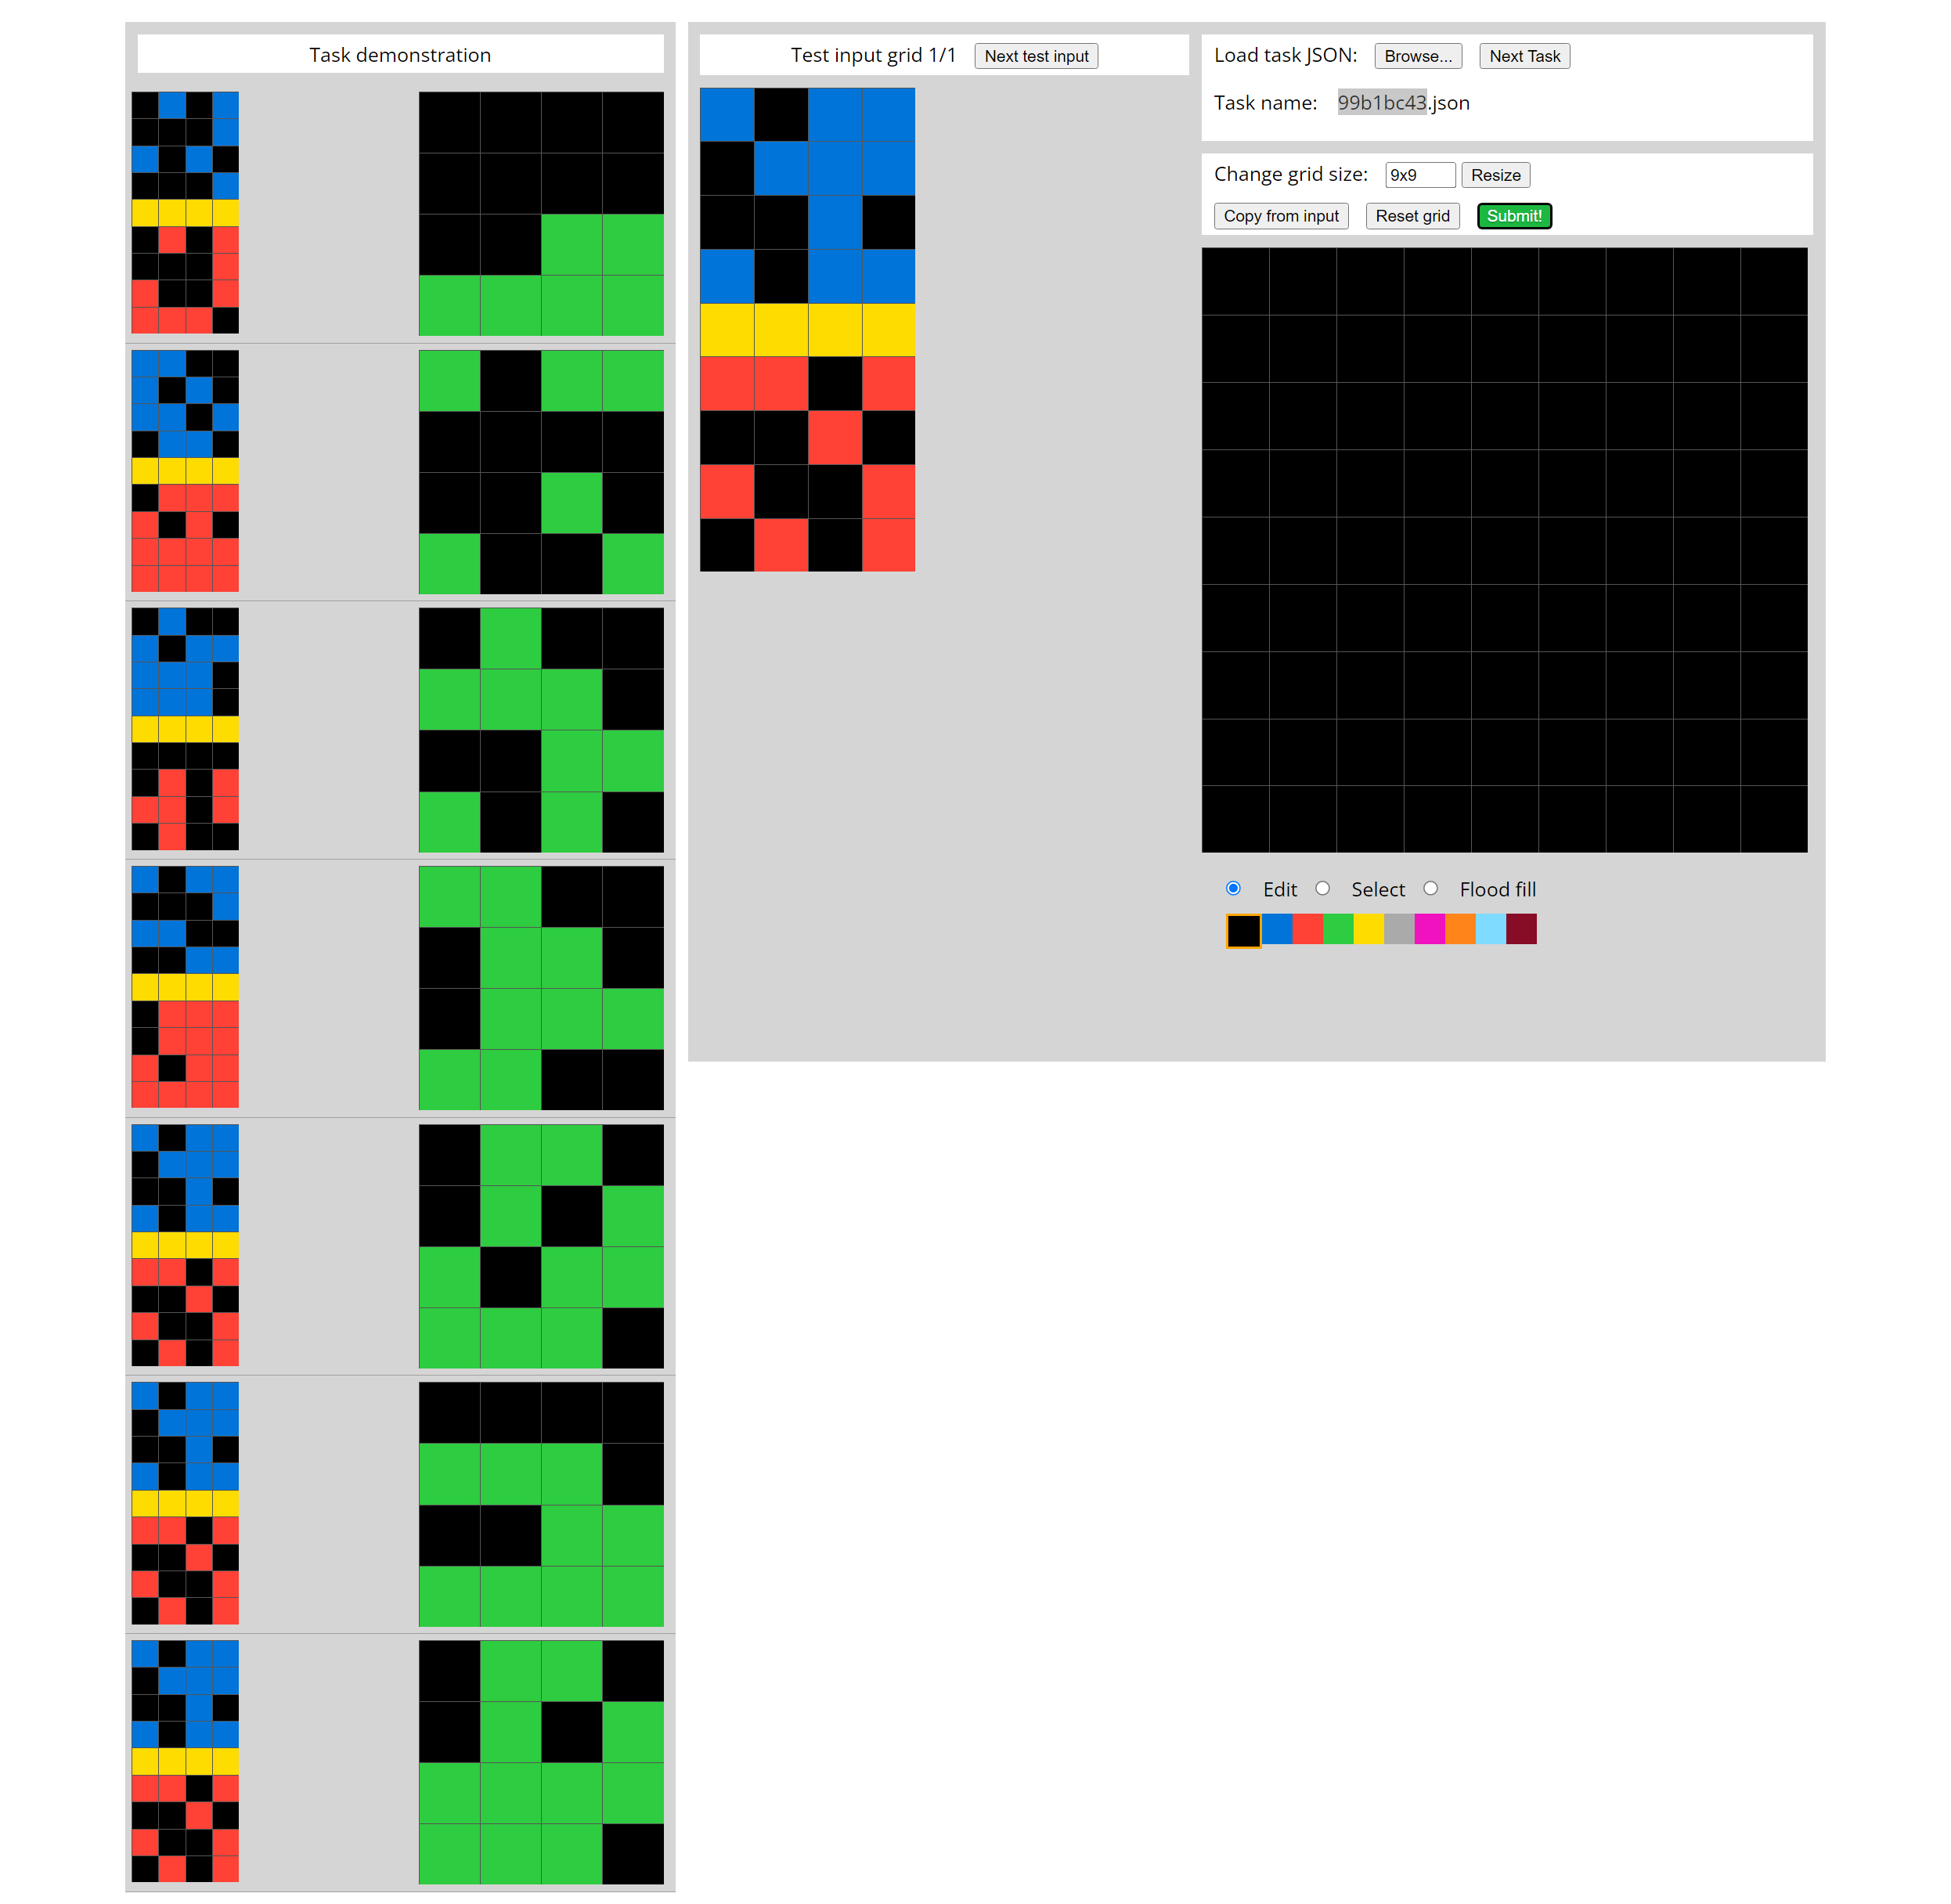 Task demonstration
Test input grid 1/1 Next test input
Load task JSON: Browse... Next Task
Task name: 99b1bc43.json
Change grid size: 9x9 Resize
Copy from input Reset grid Submit!
Edit Select Flood fill